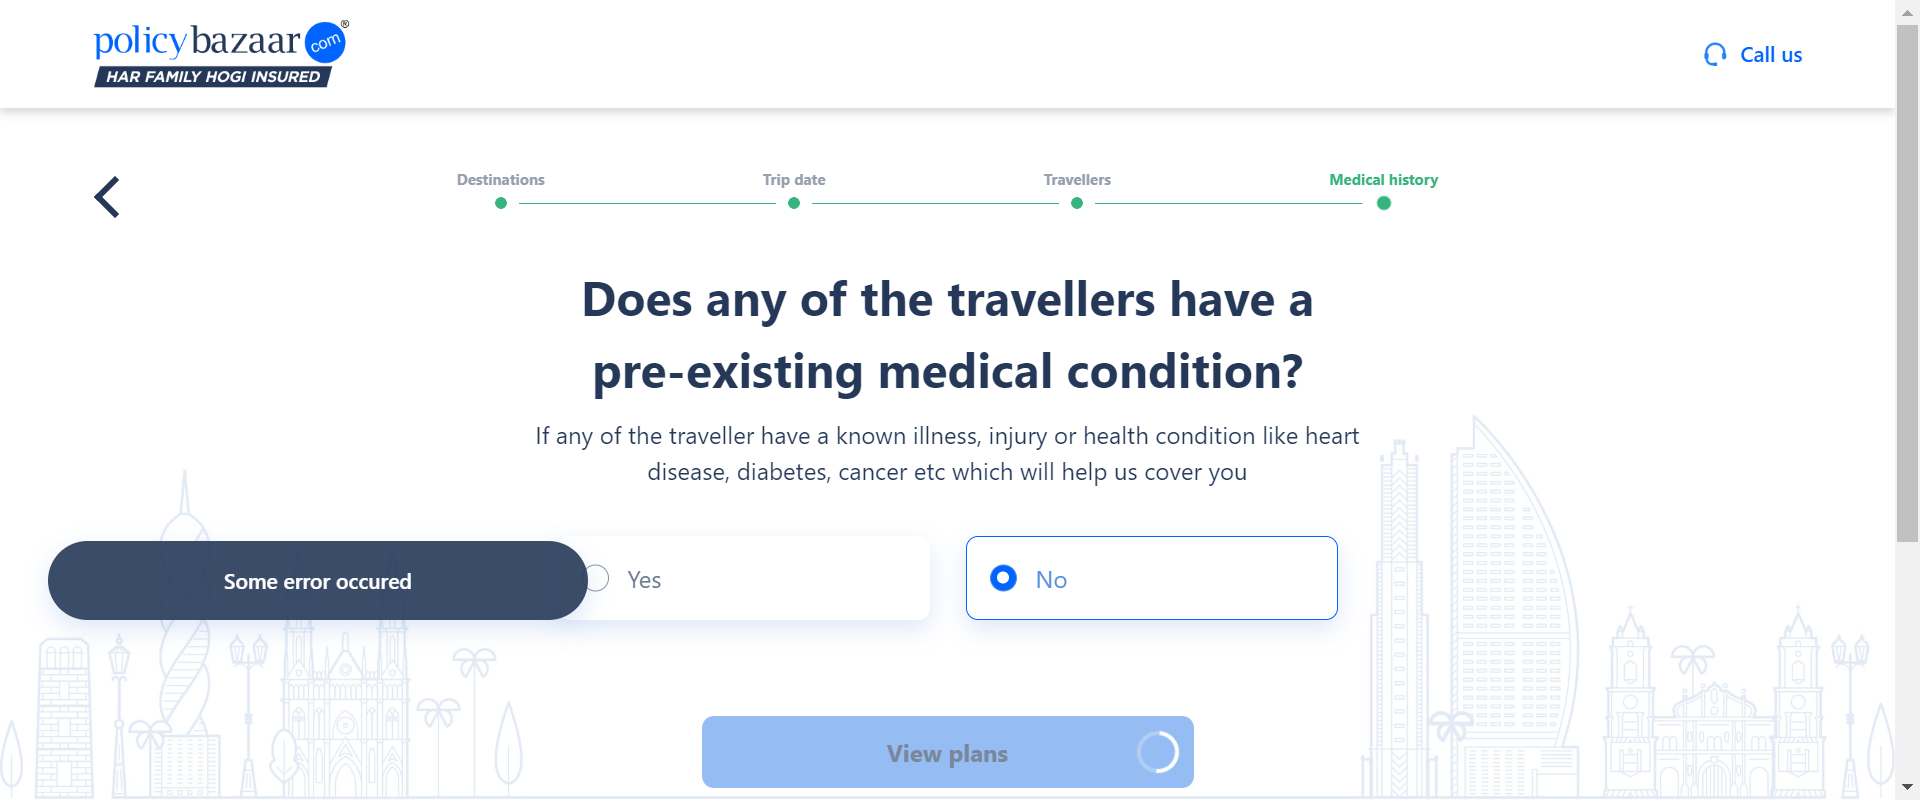 policybazaar com ®
HAR FAMILY HOGI INSURED
Call us
Destinations
Trip date
Travellers
Medical history
Does any of the travellers have a
pre-existing medical condition?
If any of the traveller have a known illness, injury or health condition like heart
disease, diabetes, cancer etc which will help us cover you
Some error occured
Yes
No
View plans